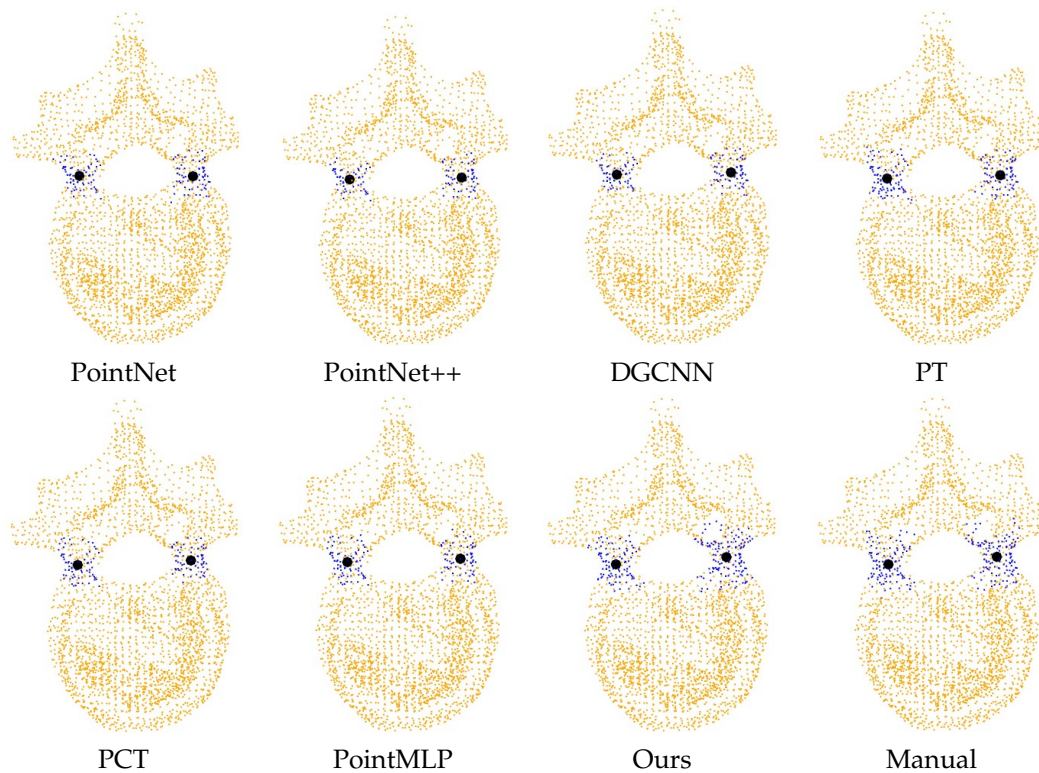 PointNet
PointNet++
DGCNN
PT
PCT
PointMLP
Ours
Manual